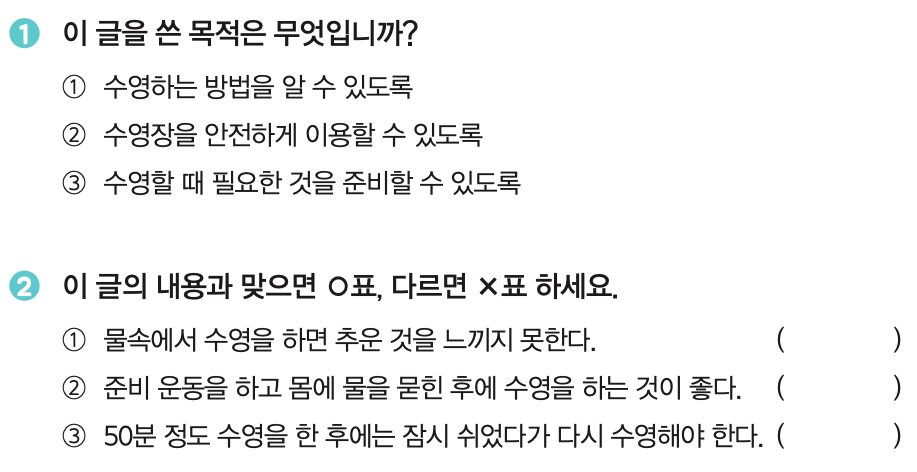 1 이 글을 쓴 목적은 무엇입니까?
① 수영하는 방법을 알 수 있도록
② 수영장을 안전하게 이용할 수 있도록
③ 수영할 때 필요한 것을 준비할 수 있도록
2 이 글의 내용과 맞으면 ○표, 다르면 ×표 하세요.
① 물속에서 수영을 하면 추운 것을 느끼지 못한다. ( )
② 준비 운동을 하고 몸에 물을 묻힌 후에 수영을 하는 것이 좋다. ( )
③ 50분 정도 수영을 한 후에는 잠시 쉬었다가 다시 수영해야 한다. ( )